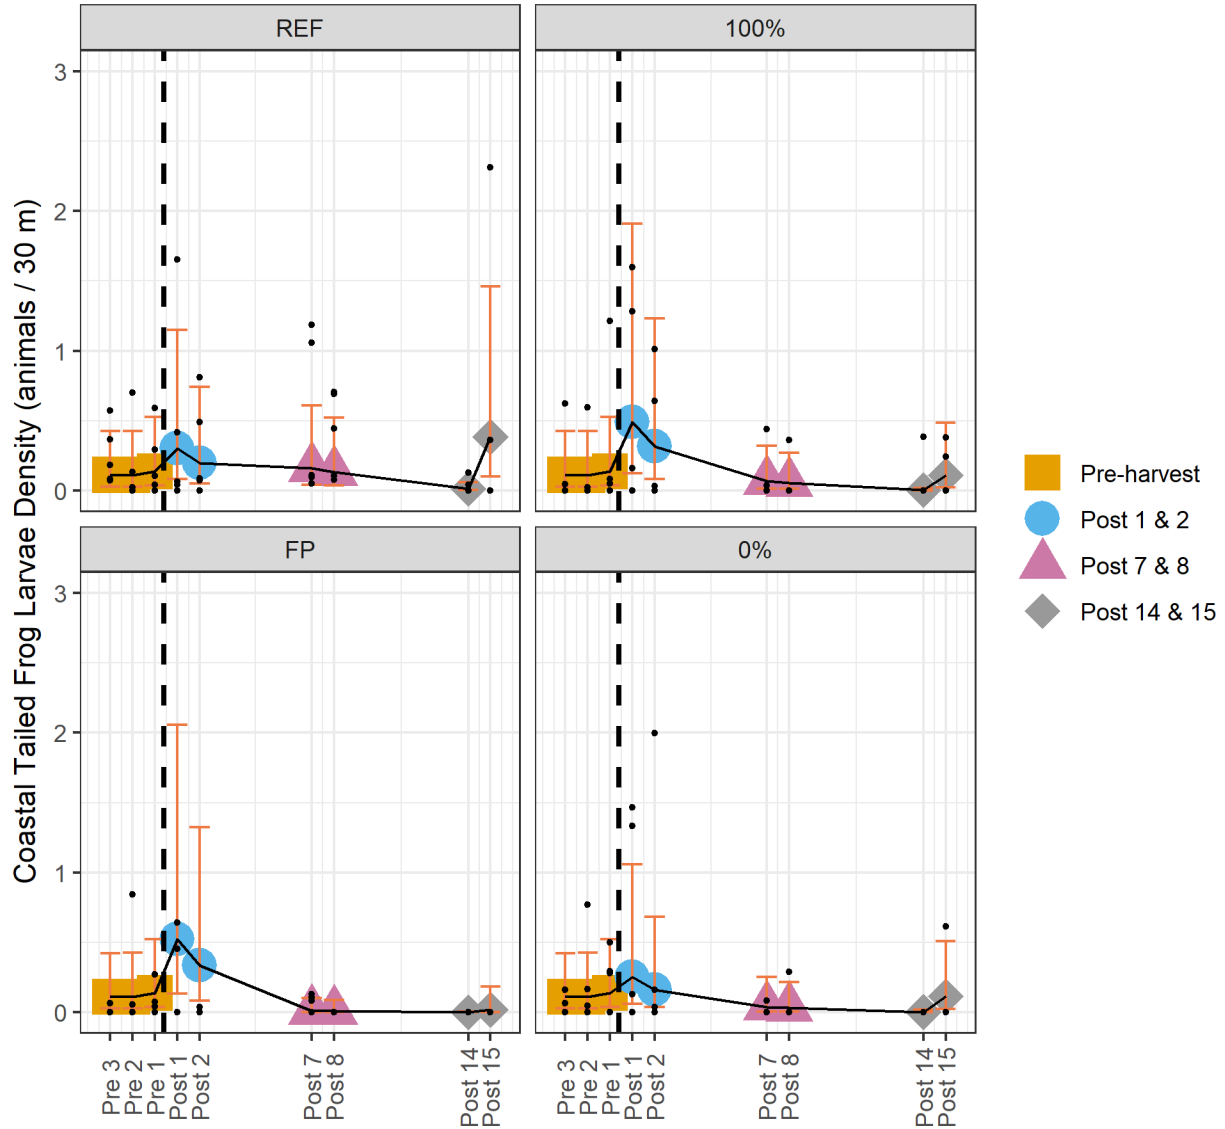 REF
100%
3
2
1
0
FP
0%
3
2
1
0
Coastal Tailed Frog Larvae Density (animals / 30 m)
Pre 3
Pre 2
Pre 1
Post 1
Post 2
Post 7
Post 8
Post 14
Post 15
Pre 3
Pre 2
Pre 1
Post 1
Post 2
Post 7
Post 8
Post 14
Post 15
Pre-harvest
Post 1 & 2
Post 7 & 8
Post 14 & 15